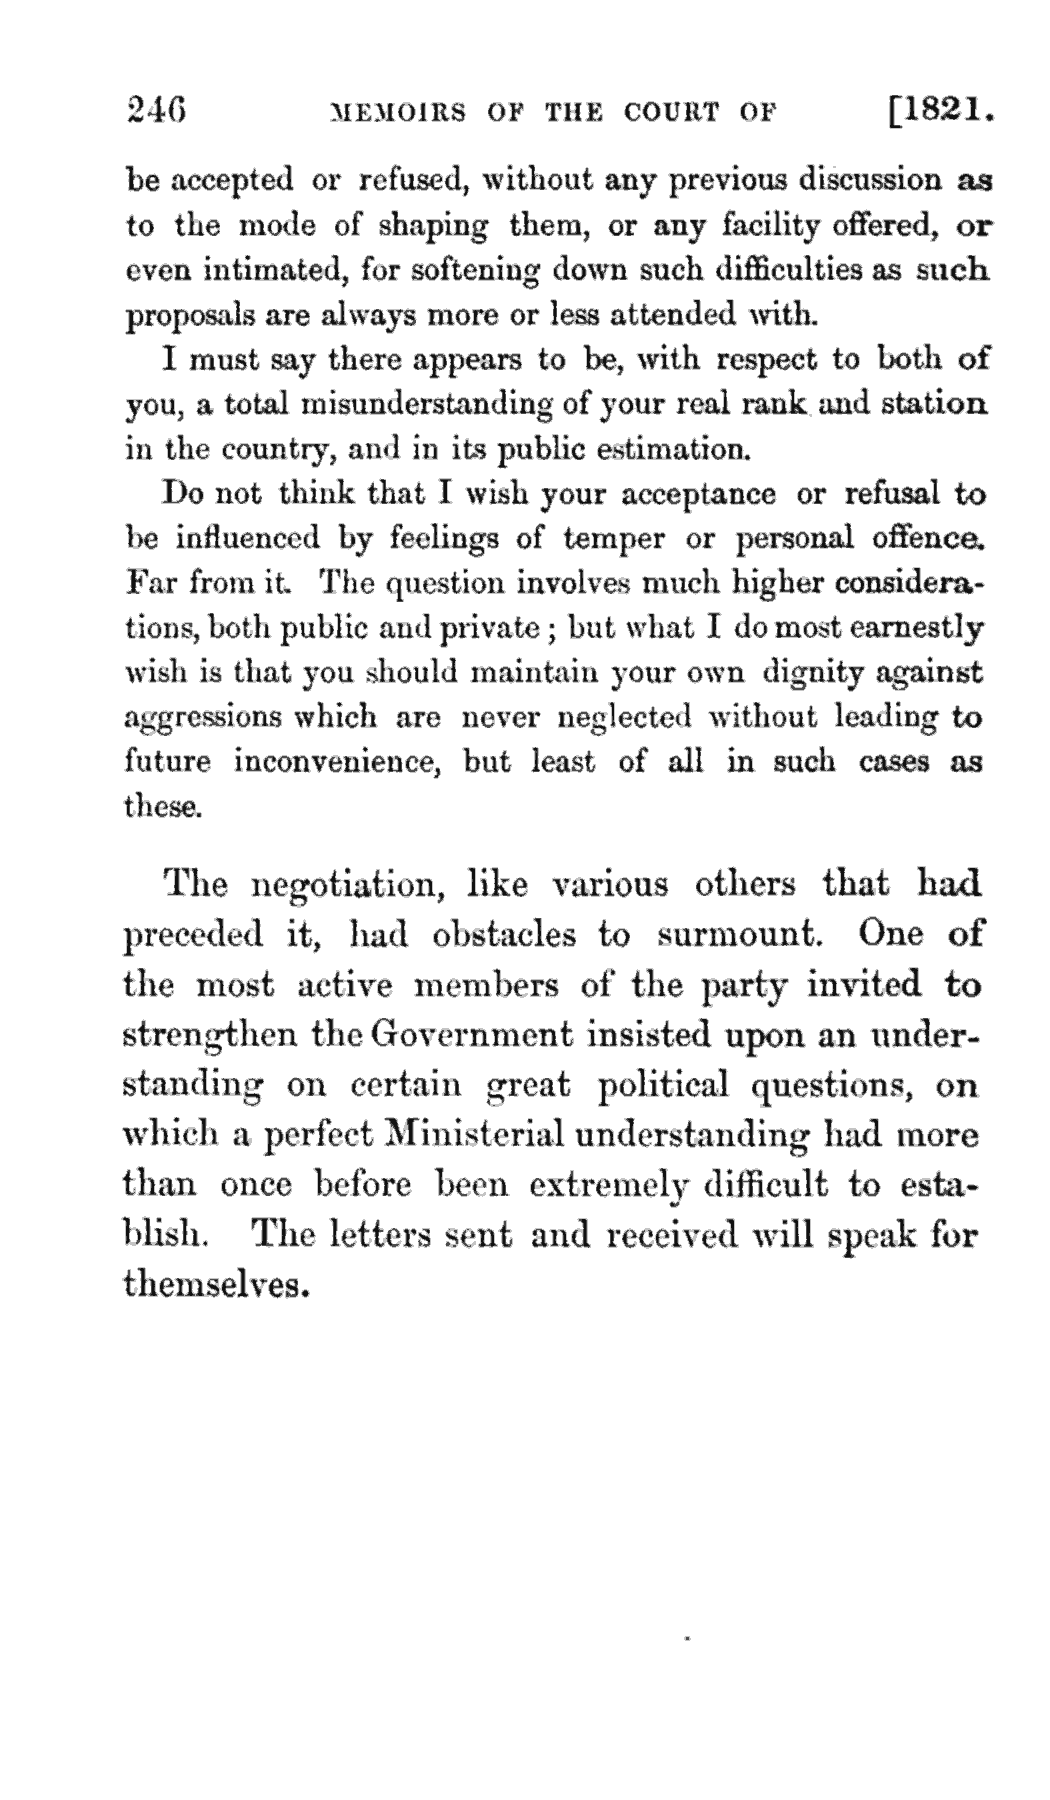 246 MEMOIRS OF THE COURT OF [1821.
be accepted or refused, without any previous discussion as
to the mode of shaping them, or any facility offered, or
even intimated, for softening down such difficulties as such
proposals are always more or less attended with.
I must say there appears to be, with respect to both of
you, a total misunderstanding of your real rank and station
in the country, and in its public estimation.
Do not think that I wish your acceptance or refusal to
be influenced by feelings of temper or personal offence.
Far from it. The question involves much higher considera-
tions, both public and private; but what I do most earnestly
wish is that you should maintain your own dignity against
aggressions which are never neglected without leading to
future inconvenience, but least of all in such cases as
these.
The negotiation, like various others that had
preceded it, had obstacles to surmount. One of
the most active members of the party invited to
strengthen the Government insisted upon an under-
standing on certain great political questions, on
which a perfect Ministerial understanding had more
than once before been extremely difficult to esta-
blish. The letters sent and received will speak for
themselves.